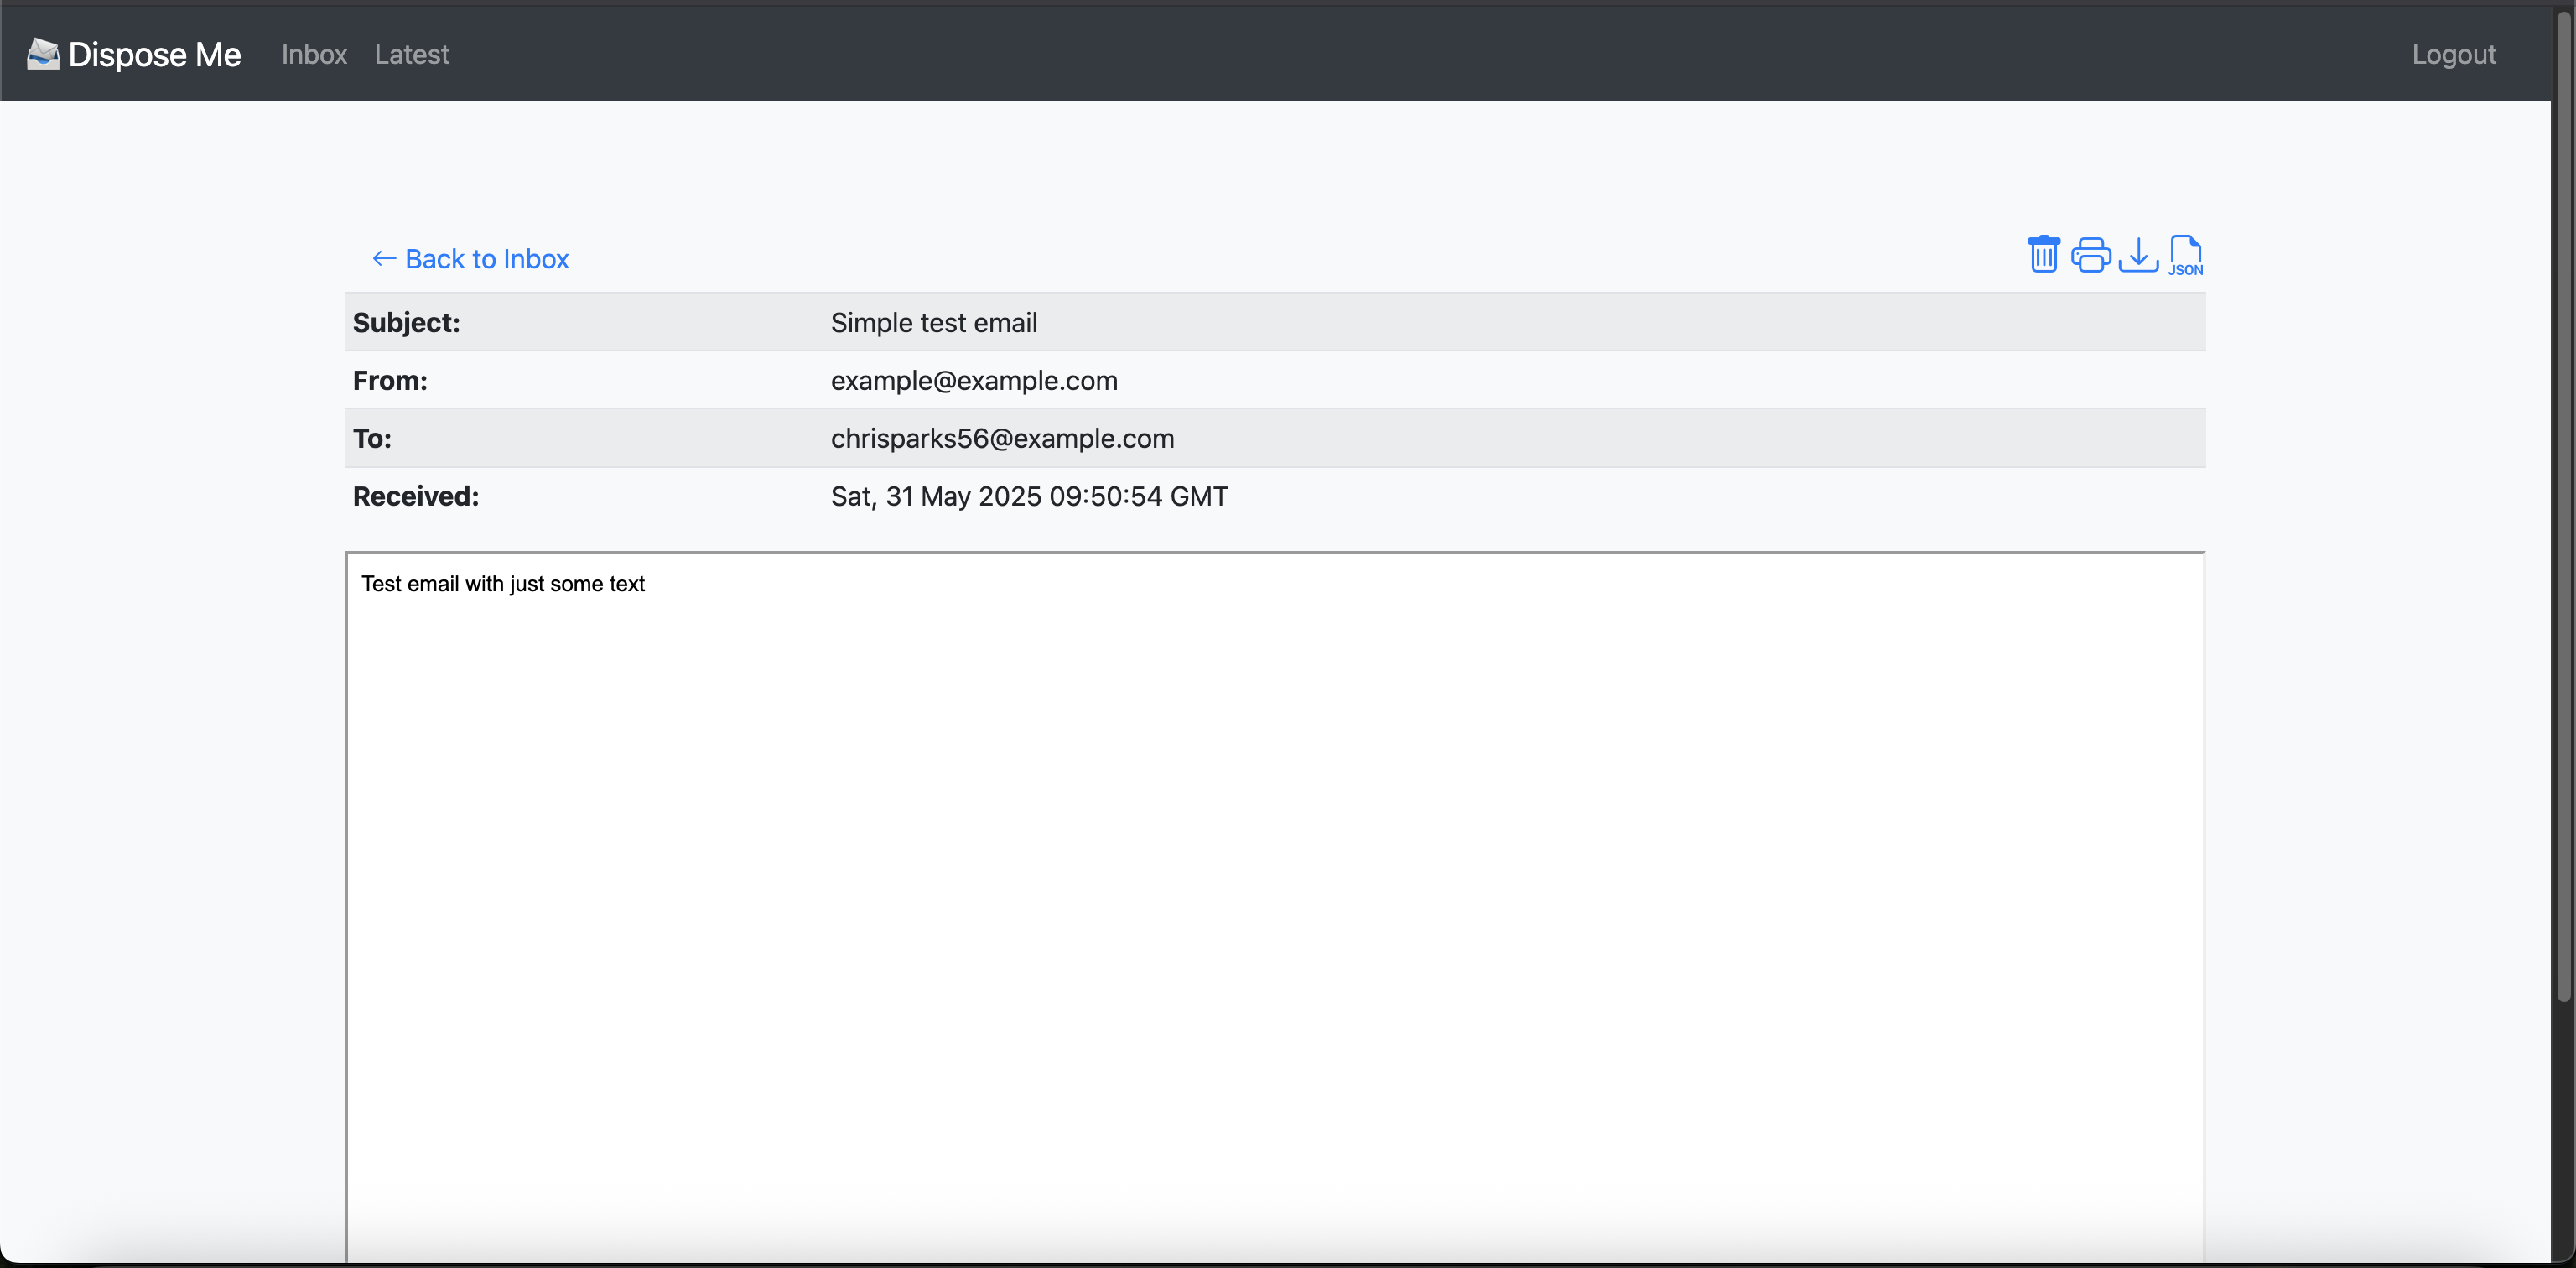 Dispose Me Inbox Latest Logout
← Back to Inbox JSON
Subject: Simple test email
From: example@example.com
To: chrisparks56@example.com
Received: Sat, 31 May 2025 09:50:54 GMT
Test email with just some text